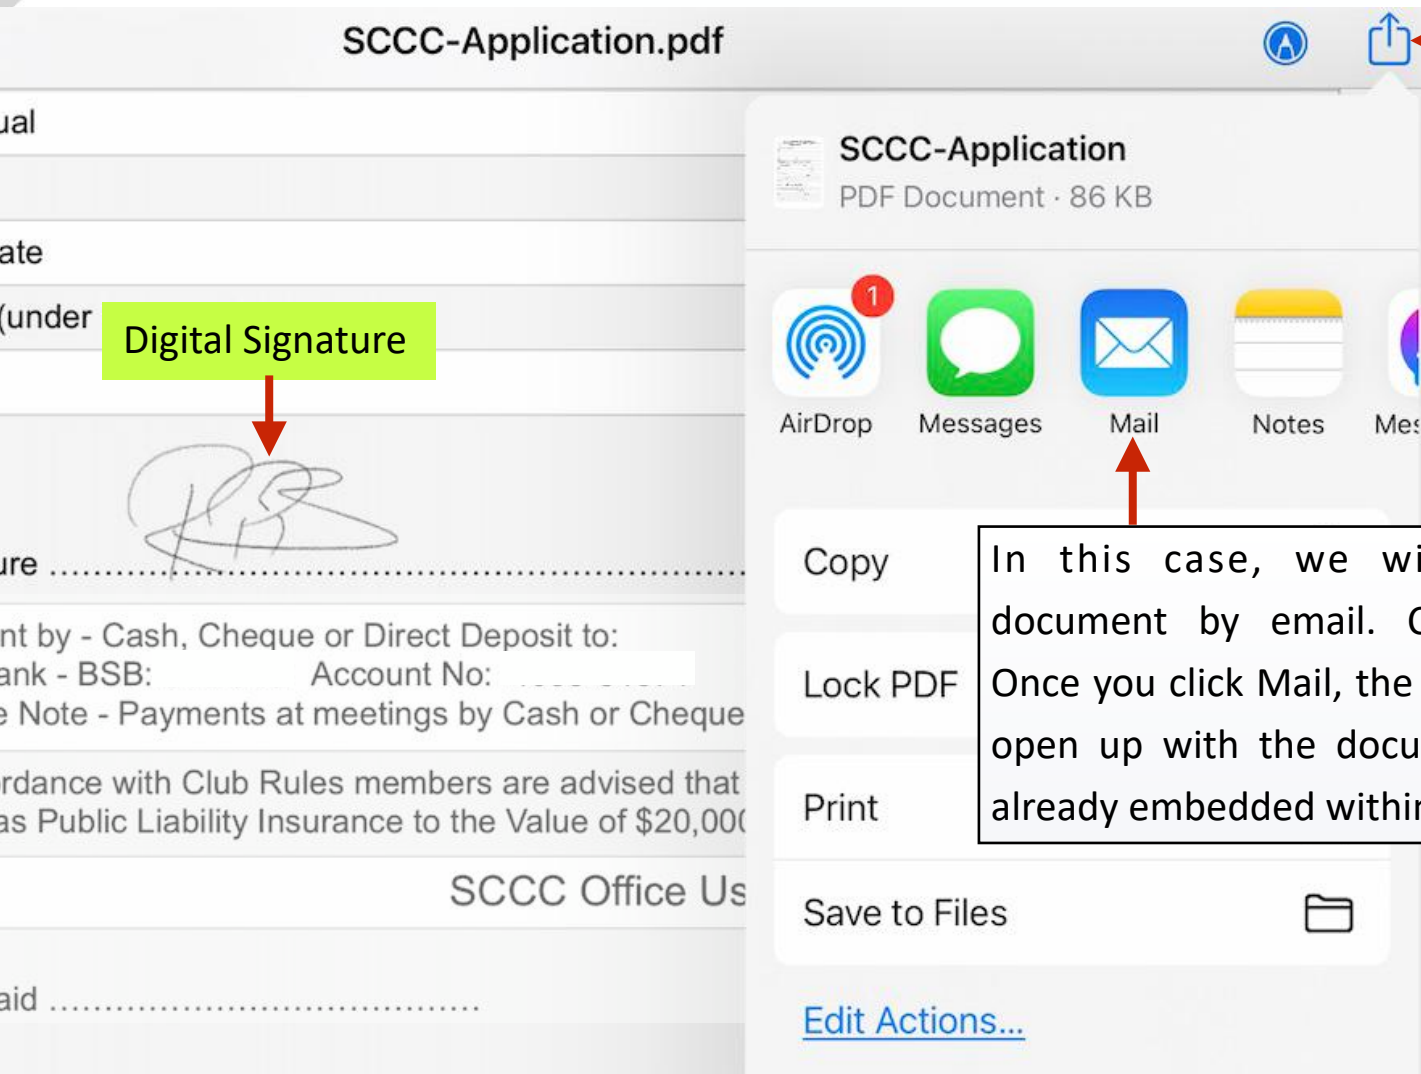 SCCC-Application.pdf
ual
ate
(under
Digital Signature
ure
nt by - Cash, Cheque or Direct Deposit to:
ank - BSB: Account No:
e Note - Payments at meetings by Cash or Cheque
rdance with Club Rules members are advised that
as Public Liability Insurance to the Value of $20,000
SCCC Office Us
aid
SCCC-Application
PDF Document · 86 KB
1
AirDrop Messages Mail Notes Mes
Copy
Lock PDF
Print
Save to Files
Edit Actions...
In this case, we wi
document by email.
Once you click Mail, the
open up with the docu
already embedded within